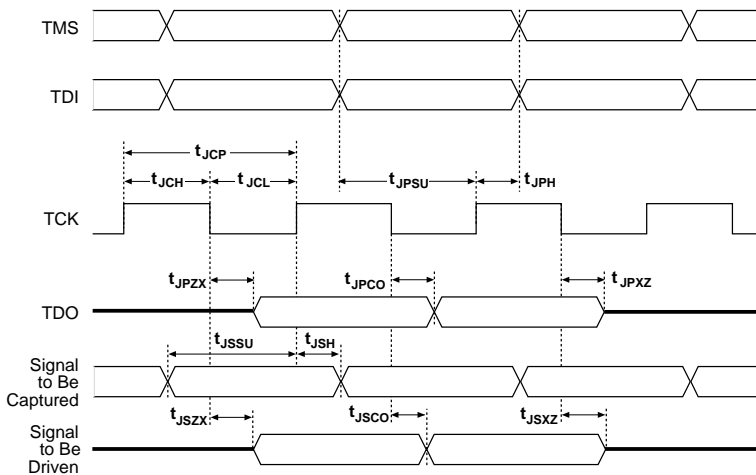 TMS
TDI
tJCP
tJCH
tJCL
tJPSU
tJPH
TCK
tJPZX
tJPCO
tJPXZ
TDO
tJSSU
tJSH
Signal
to Be
Captured
tJSZX
tJSCO
tJSXZ
Signal
to Be
Driven